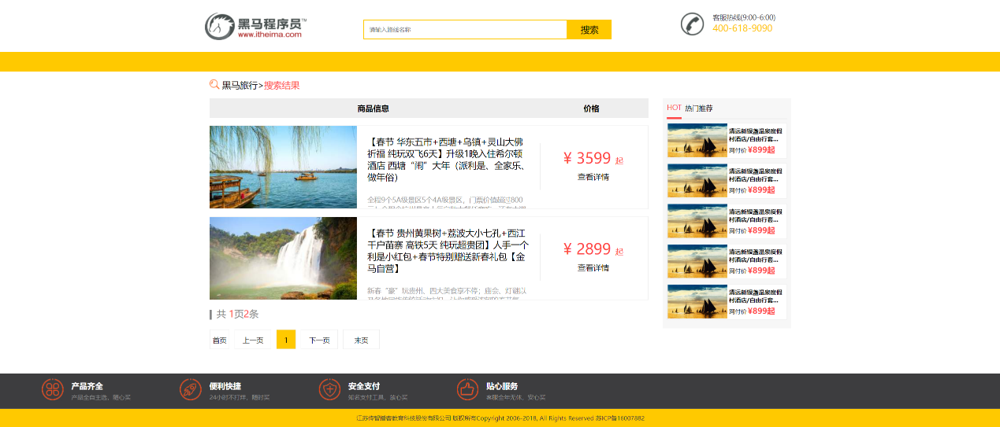 黑马程序员™
www.itheima.com
请输入路线名称
搜索
客服热线(9:00-6:00)
400-618-9090
黑马旅行>搜索结果
商品信息 价格
【春节 华东五市+西塘+乌镇+灵山大佛
祈福 纯玩双飞6天】升级1晚入住希尔顿
酒店 西塘“闹”大年（派利是、全家乐、
做年俗）
全程9个5A级景区5个4A级景区，门票价值超过800
¥ 3599 起
查看详情
【春节 贵州黄果树+荔波大小七孔+西江
千户苗寨 高铁5天 纯玩超贵团】人手一个
利是小红包+春节特别赠送新春礼包【金
马自营】
新春“豪”玩贵州、四大美食享不停；庙会、灯谜以
¥ 2899 起
查看详情
共 1页2条
首页 上一页 1 下一页 末页
HOT 热门推荐
清远新银盏温泉度假
村酒店/自由行套...
网付价 ¥899起
清远新银盏温泉度假
村酒店/自由行套...
网付价 ¥899起
清远新银盏温泉度假
村酒店/自由行套...
网付价 ¥899起
清远新银盏温泉度假
村酒店/自由行套...
网付价 ¥899起
清远新银盏温泉度假
村酒店/自由行套...
网付价 ¥899起
产品齐全
产品全自主选，随心买
便利快捷
24小时不打烊，随时买
安全支付
知名支付工具，放心买
贴心服务
客服全年无休，安心买
江苏传智播客教育科技股份有限公司 版权所有Copyright 2006-2018, All Rights Reserved 苏ICP备16007882